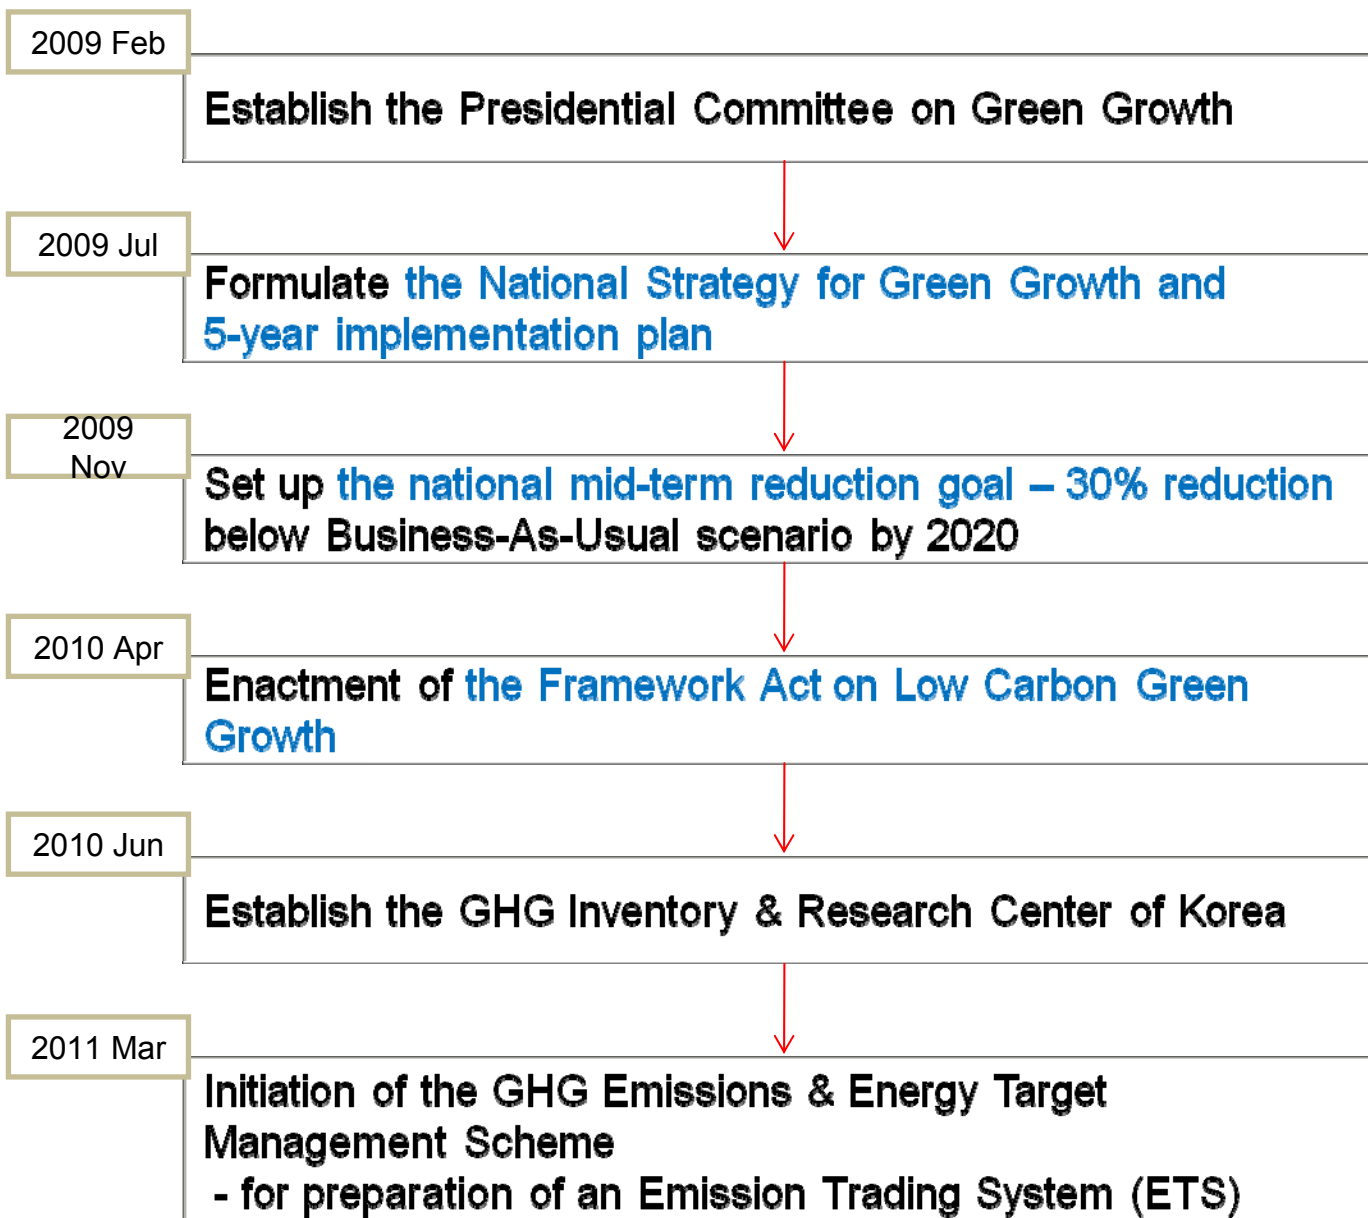 2009 Feb
Establish the Presidential Committee on Green Growth
2009 Jul
Formulate the National Strategy for Green Growth and
5-year implementation plan
2009
Nov
Set up the national mid-term reduction goal – 30% reduction
below Business-As-Usual scenario by 2020
2010 Apr
Enactment of the Framework Act on Low Carbon Green
Growth
2010 Jun
Establish the GHG Inventory & Research Center of Korea
2011 Mar
Initiation of the GHG Emissions & Energy Target
Management Scheme
- for preparation of an Emission Trading System (ETS)